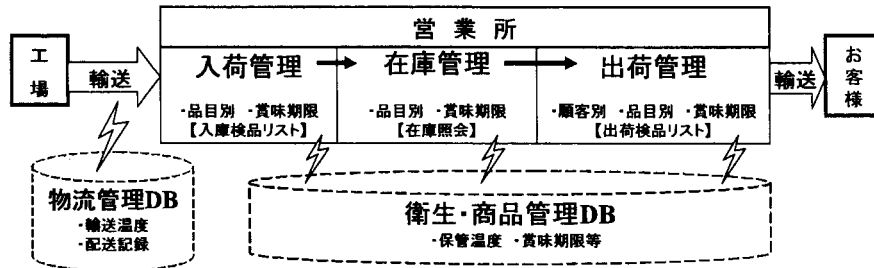 営業所
工場
輸送
入荷管理
・品目別 ・賞味期限
【入庫検品リスト】
在庫管理
・品目別 ・賞味期限
【在庫照会】
出荷管理
・顧客別 ・品目別 ・賞味期限
【出荷検品リスト】
輸送
お客様
物流管理DB
・輸送温度
・配送記録
衛生・商品管理DB
・保管温度 ・賞味期限等